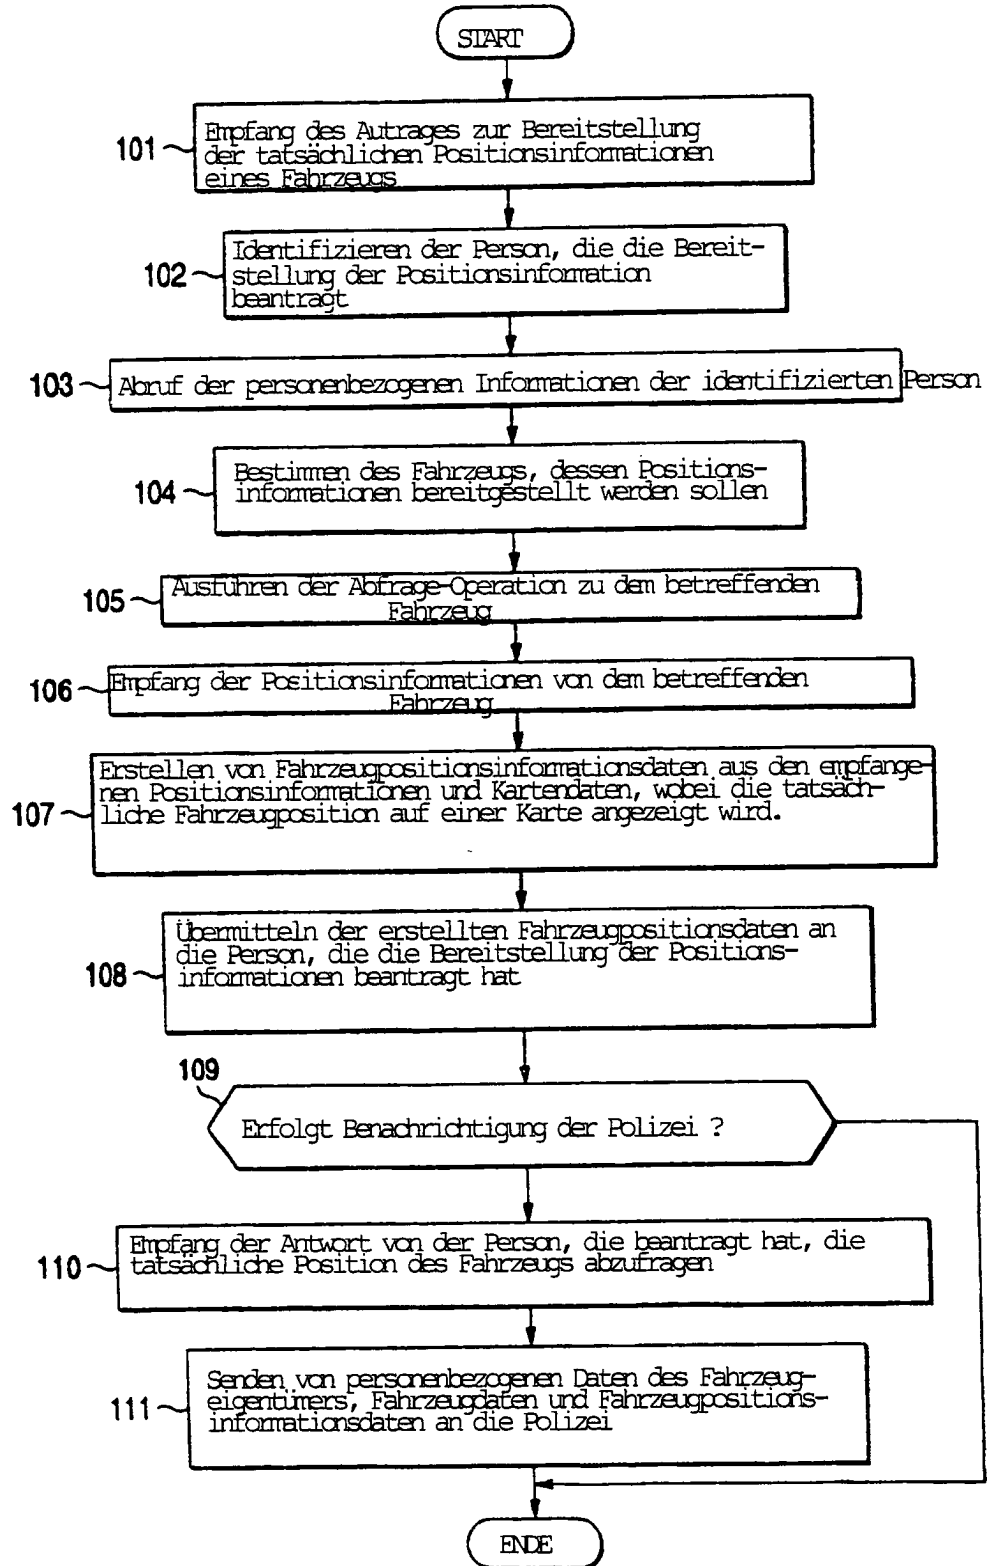 START
101
Empfang des Autrages zur Bereitstellung
der tatsächlichen Positionsinformationen
eines Fahrzeugs
102
Identifizieren der Person, die die Bereit-
stellung der Positionsinformation
beantragt
103
Abruf der personenbezogenen Informationen der identifizierten Person
104
Bestimmen des Fahrzeugs, dessen Positions-
informationen bereitgestellt werden sollen
105
Ausfuhren der Abfrage-Operation zu dem betreffenden
Fahrzeug
106
Empfang der Positionsinformationen von dem betreffenden
Fahrzeug
107
Erstellen von Fahrzeugpositionsinformationsdaten aus den empfange-
nen Positionsinformationen und Kartendaten, wobei die tatsäch-
liche Fahrzeugposition auf einer Karte angezeigt wird.
108
Übermitteln der erstellten Fahrzeugpositionsdaten an
die Person, die die Bereitstellung der Positions-
informationen beantragt hat
109
Erfolgt Benachrichtigung der Polizei ?
110
Empfang der Antwort von der Person, die beantragt hat, die
tatsächliche Position des Fahrzeugs abzufragen
111
Senden von personenbezogenen Daten des Fahrzeug-
eigentümers, Fahrzeugdaten und Fahrzeugpositions-
informationsdaten an die Polizei
ENDE